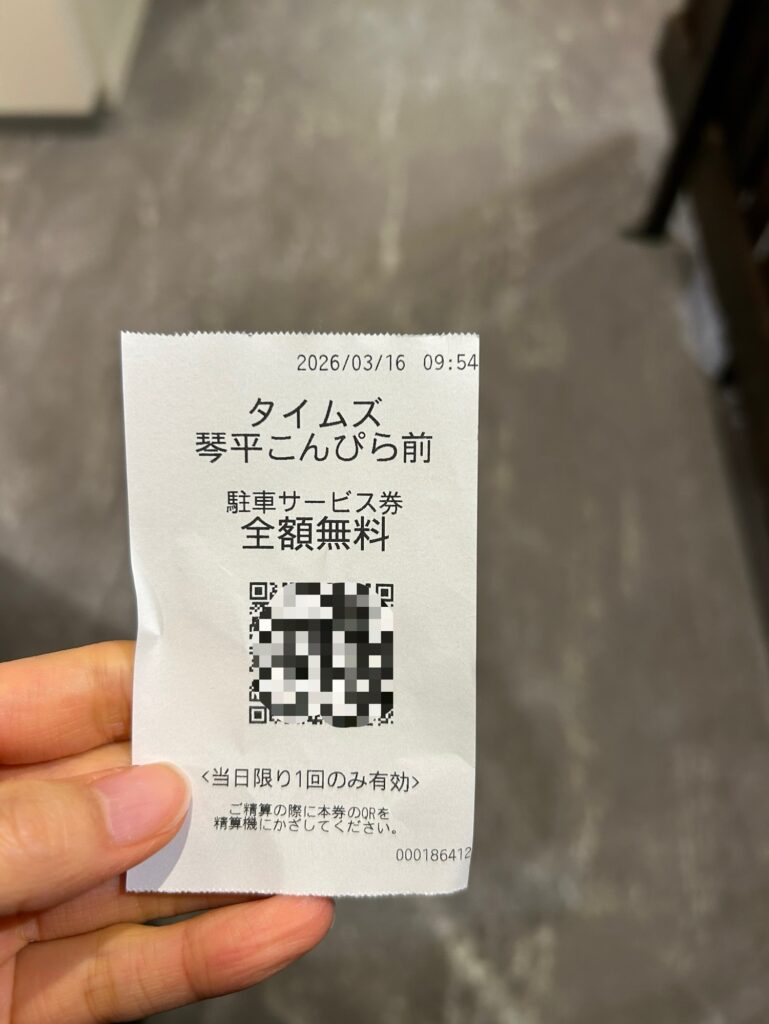 2026/03/16 09:54
タイムズ
琴平こんぴら前
駐車サービス券
全額無料
<当日限り1回のみ有効>
ご精算の際に本券のQRを
精算機にかざしてください。
000186412